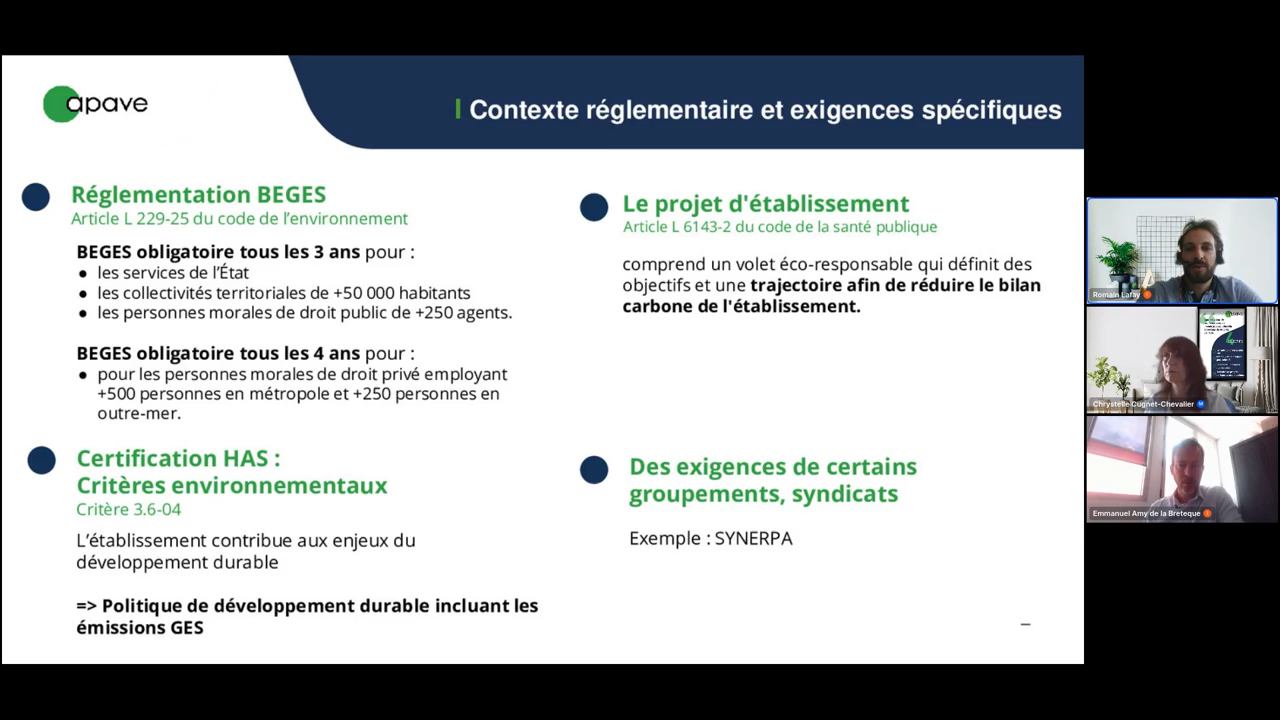 apave
Contexte réglementaire et exigences spécifiques
Réglementation BEGES
Article L 229-25 du code de l'environnement
BEGES obligatoire tous les 3 ans pour :
● les services de l'État
● les collectivités territoriales de +50 000 habitants
● les personnes morales de droit public de +250 agents.
BEGES obligatoire tous les 4 ans pour :
● pour les personnes morales de droit privé employant
+500 personnes en métropole et +250 personnes en
outre-mer.
Certification HAS :
Critères environnementaux
Critère 3.6-04
L'établissement contribue aux enjeux du
développement durable
=> Politique de développement durable incluant les
émissions GES
Le projet d'établissement
Article L 6143-2 du code de la santé publique
comprend un volet éco-responsable qui définit des
objectifs et une trajectoire afin de réduire le bilan
carbone de l'établissement.
Des exigences de certains
groupements, syndicats
Exemple : SYNERPA
Romain Lafay
Chrystelle Cugnet-Chevalier
Emmanuel Amy de la Breteque